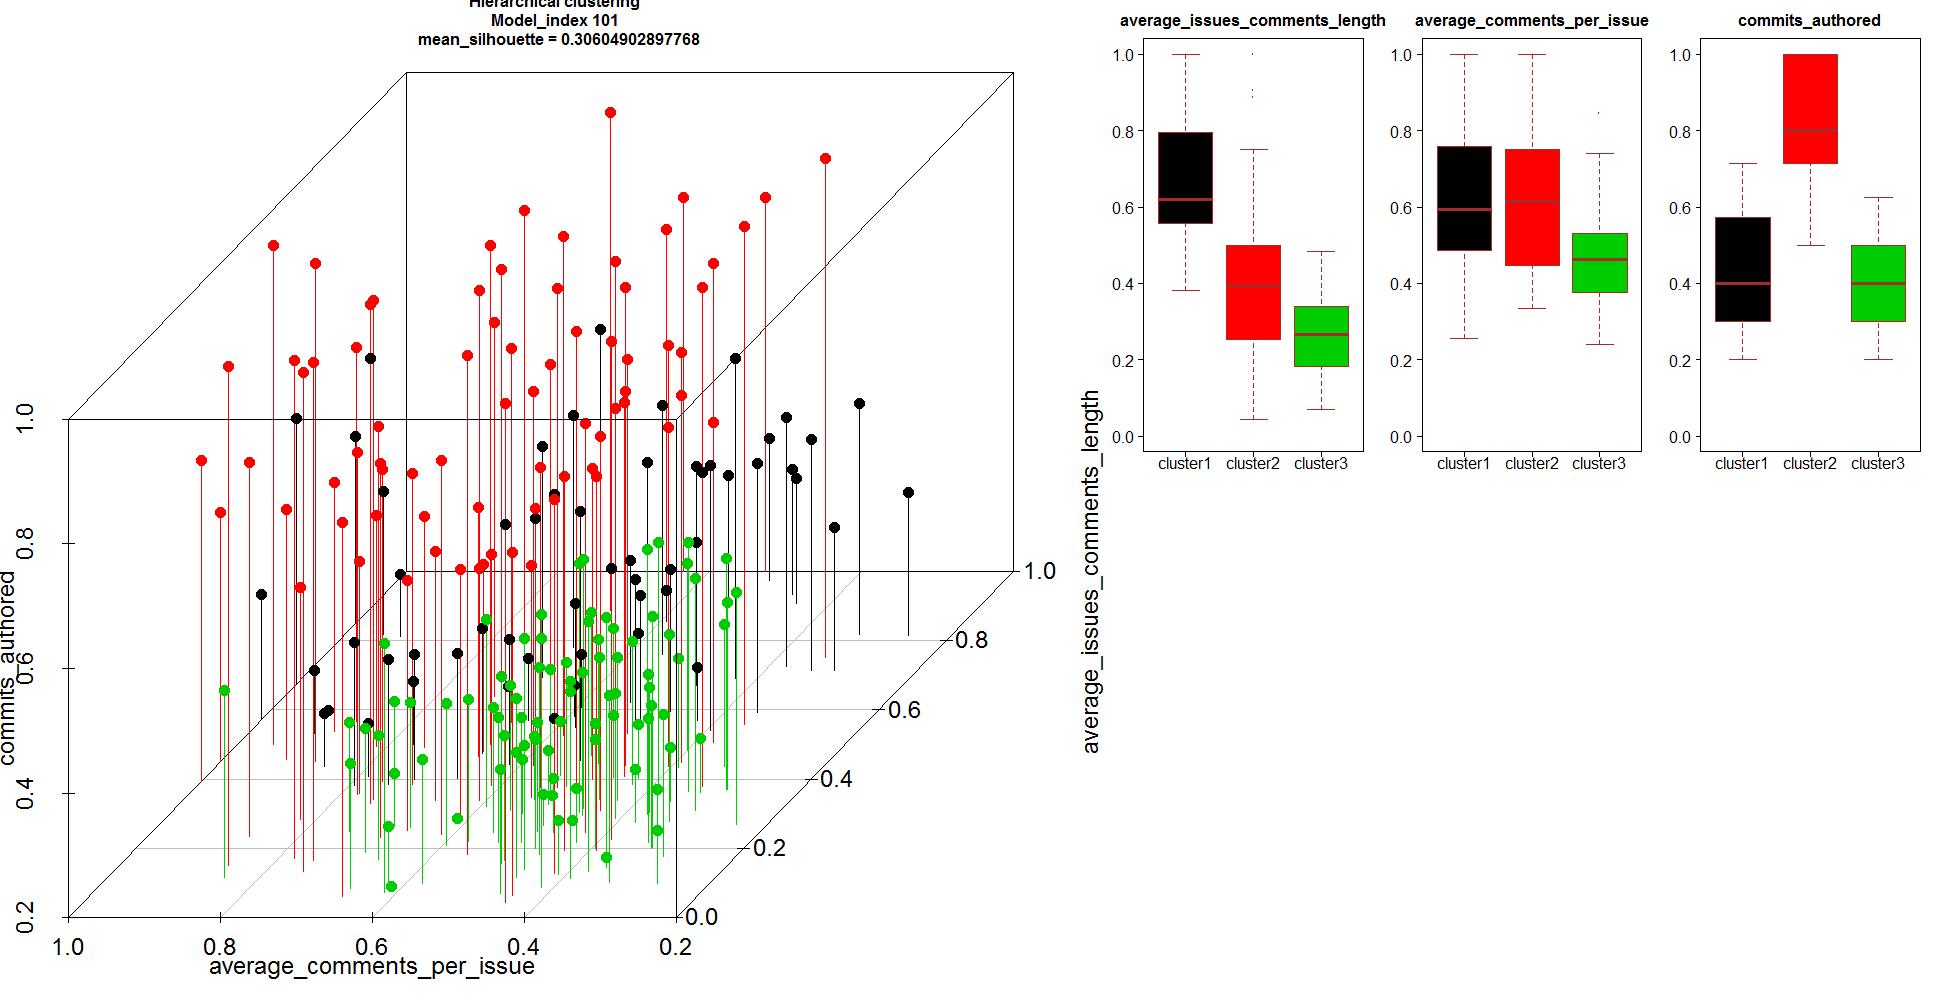 Hierarchical clustering
Model_index 101
mean_silhouette = 0.30604902897768
commits_authored
1.0
0.8
0.6
0.4
0.2
1.0
0.8
0.6
0.4
0.2
average_comments_per_issue
1.0
0.8
0.6
0.4
0.2
0.0
average_issues_comments_length
average_issues_comments_length
1.0
0.8
0.6
0.4
0.2
0.0
cluster1 cluster2 cluster3
average_comments_per_issue
1.0
0.8
0.6
0.4
0.2
0.0
cluster1 cluster2 cluster3
commits_authored
1.0
0.8
0.6
0.4
0.2
0.0
cluster1 cluster2 cluster3